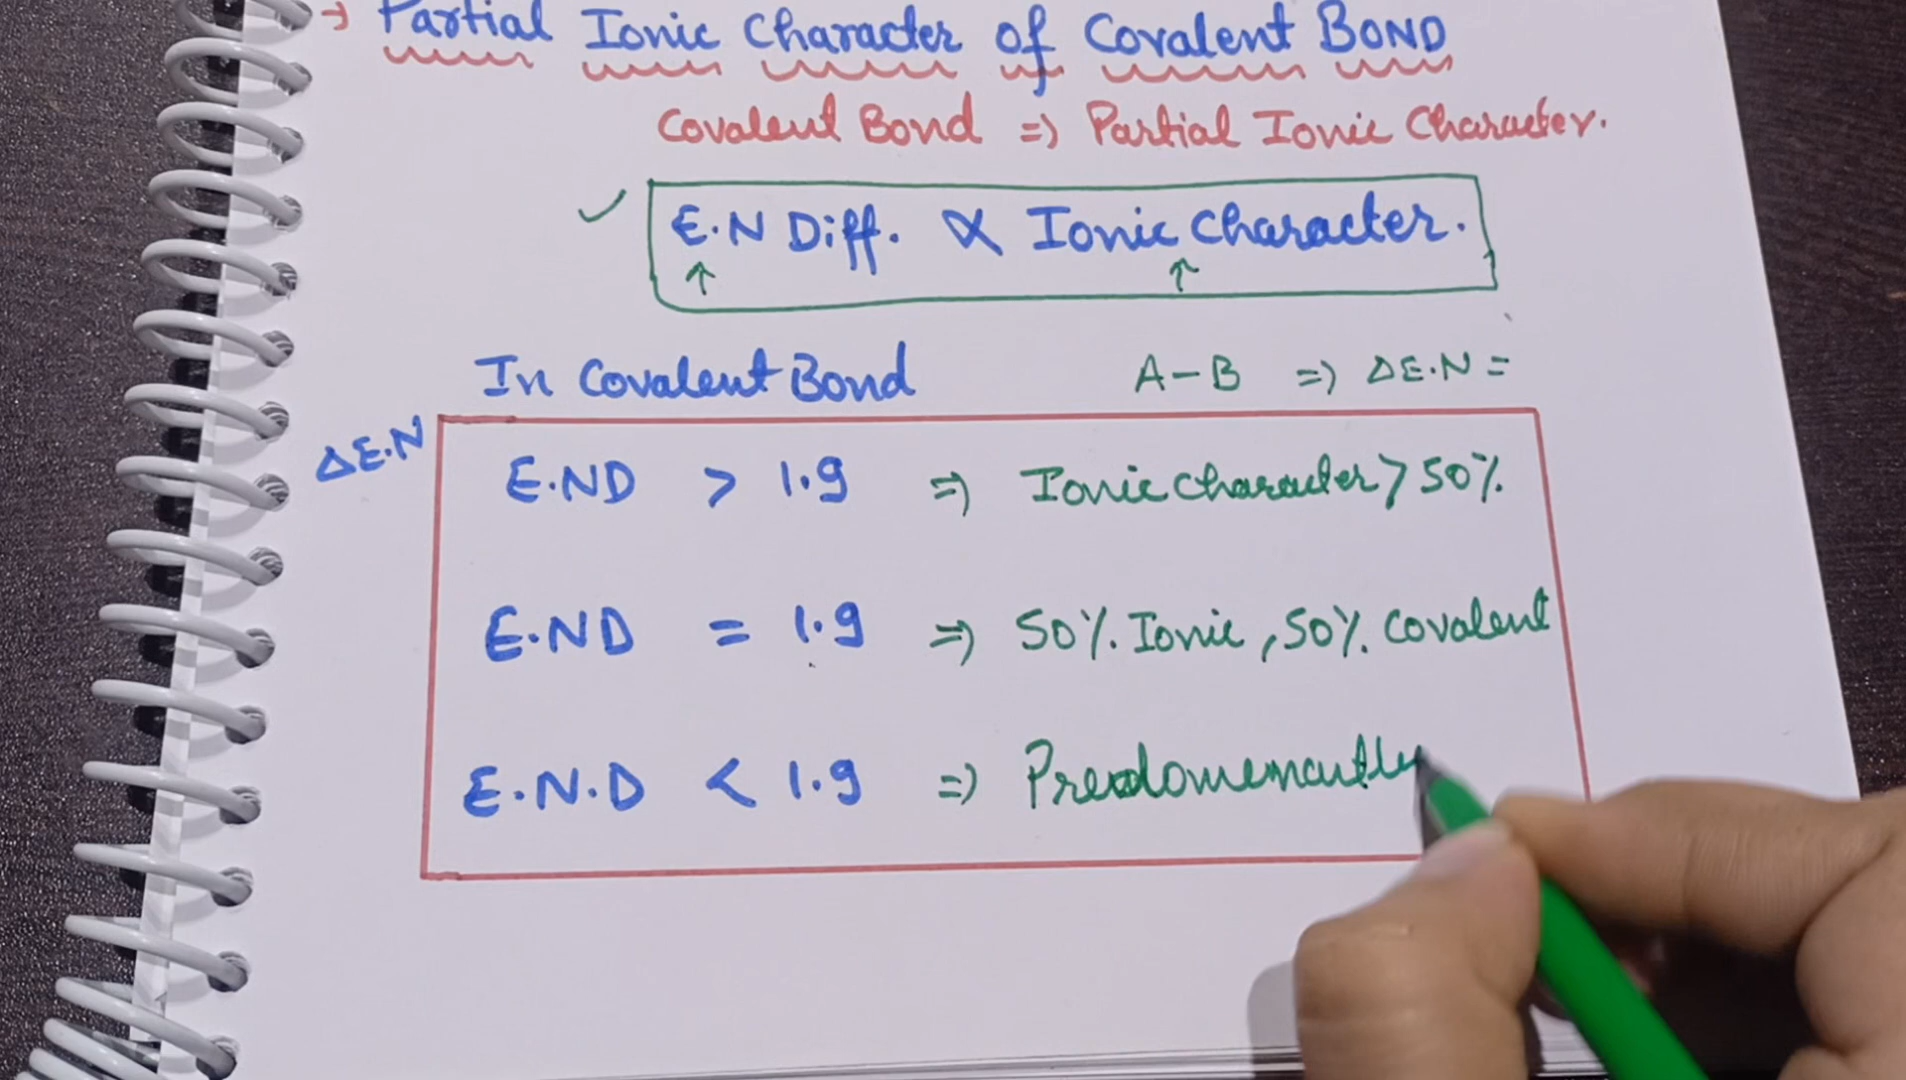 → Partial Ionic Character of Covalent BOND
Covalent Bond => Partial Ionic Character.
✓ E.N Diff. ∝ Ionic Character.
↑ ↑
In Covalent Bond A-B => ΔE.N =
ΔE.N
E.ND > 1.9 => Ionic character > 50%
E.ND = 1.9 => 50% Ionic, 50% Covalent
E.N.D < 1.9 => Predomenantly